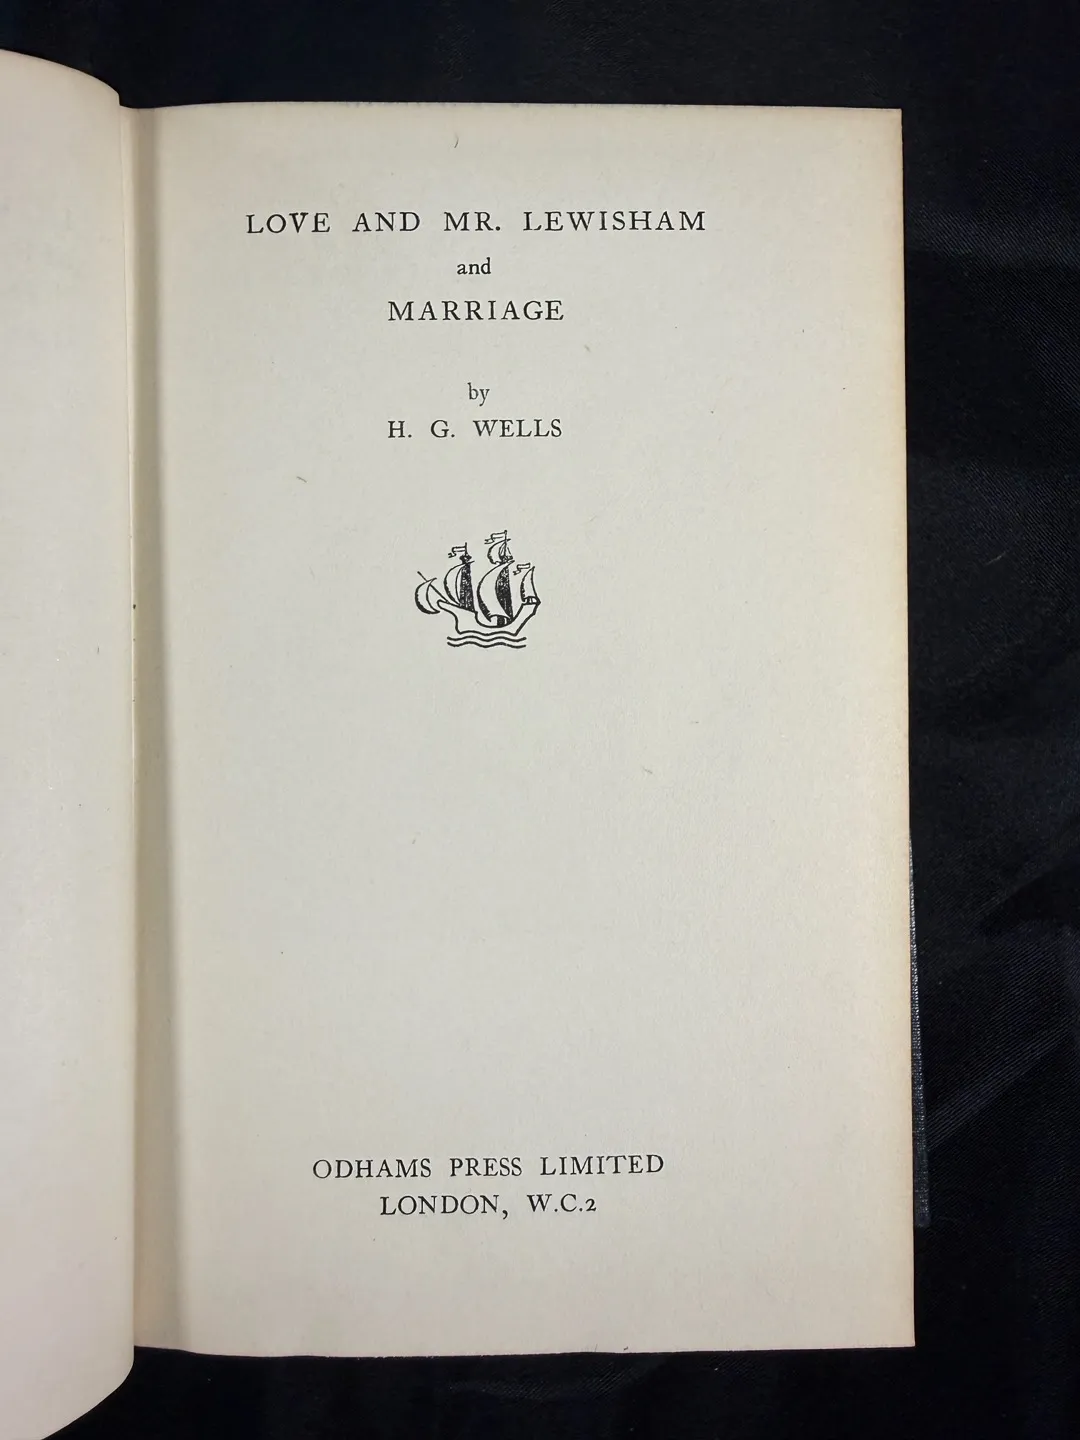 LOVE AND MR. LEWISHAM
and
MARRIAGE
by
H. G. WELLS
ODHAMS PRESS LIMITED
LONDON, W.C.2